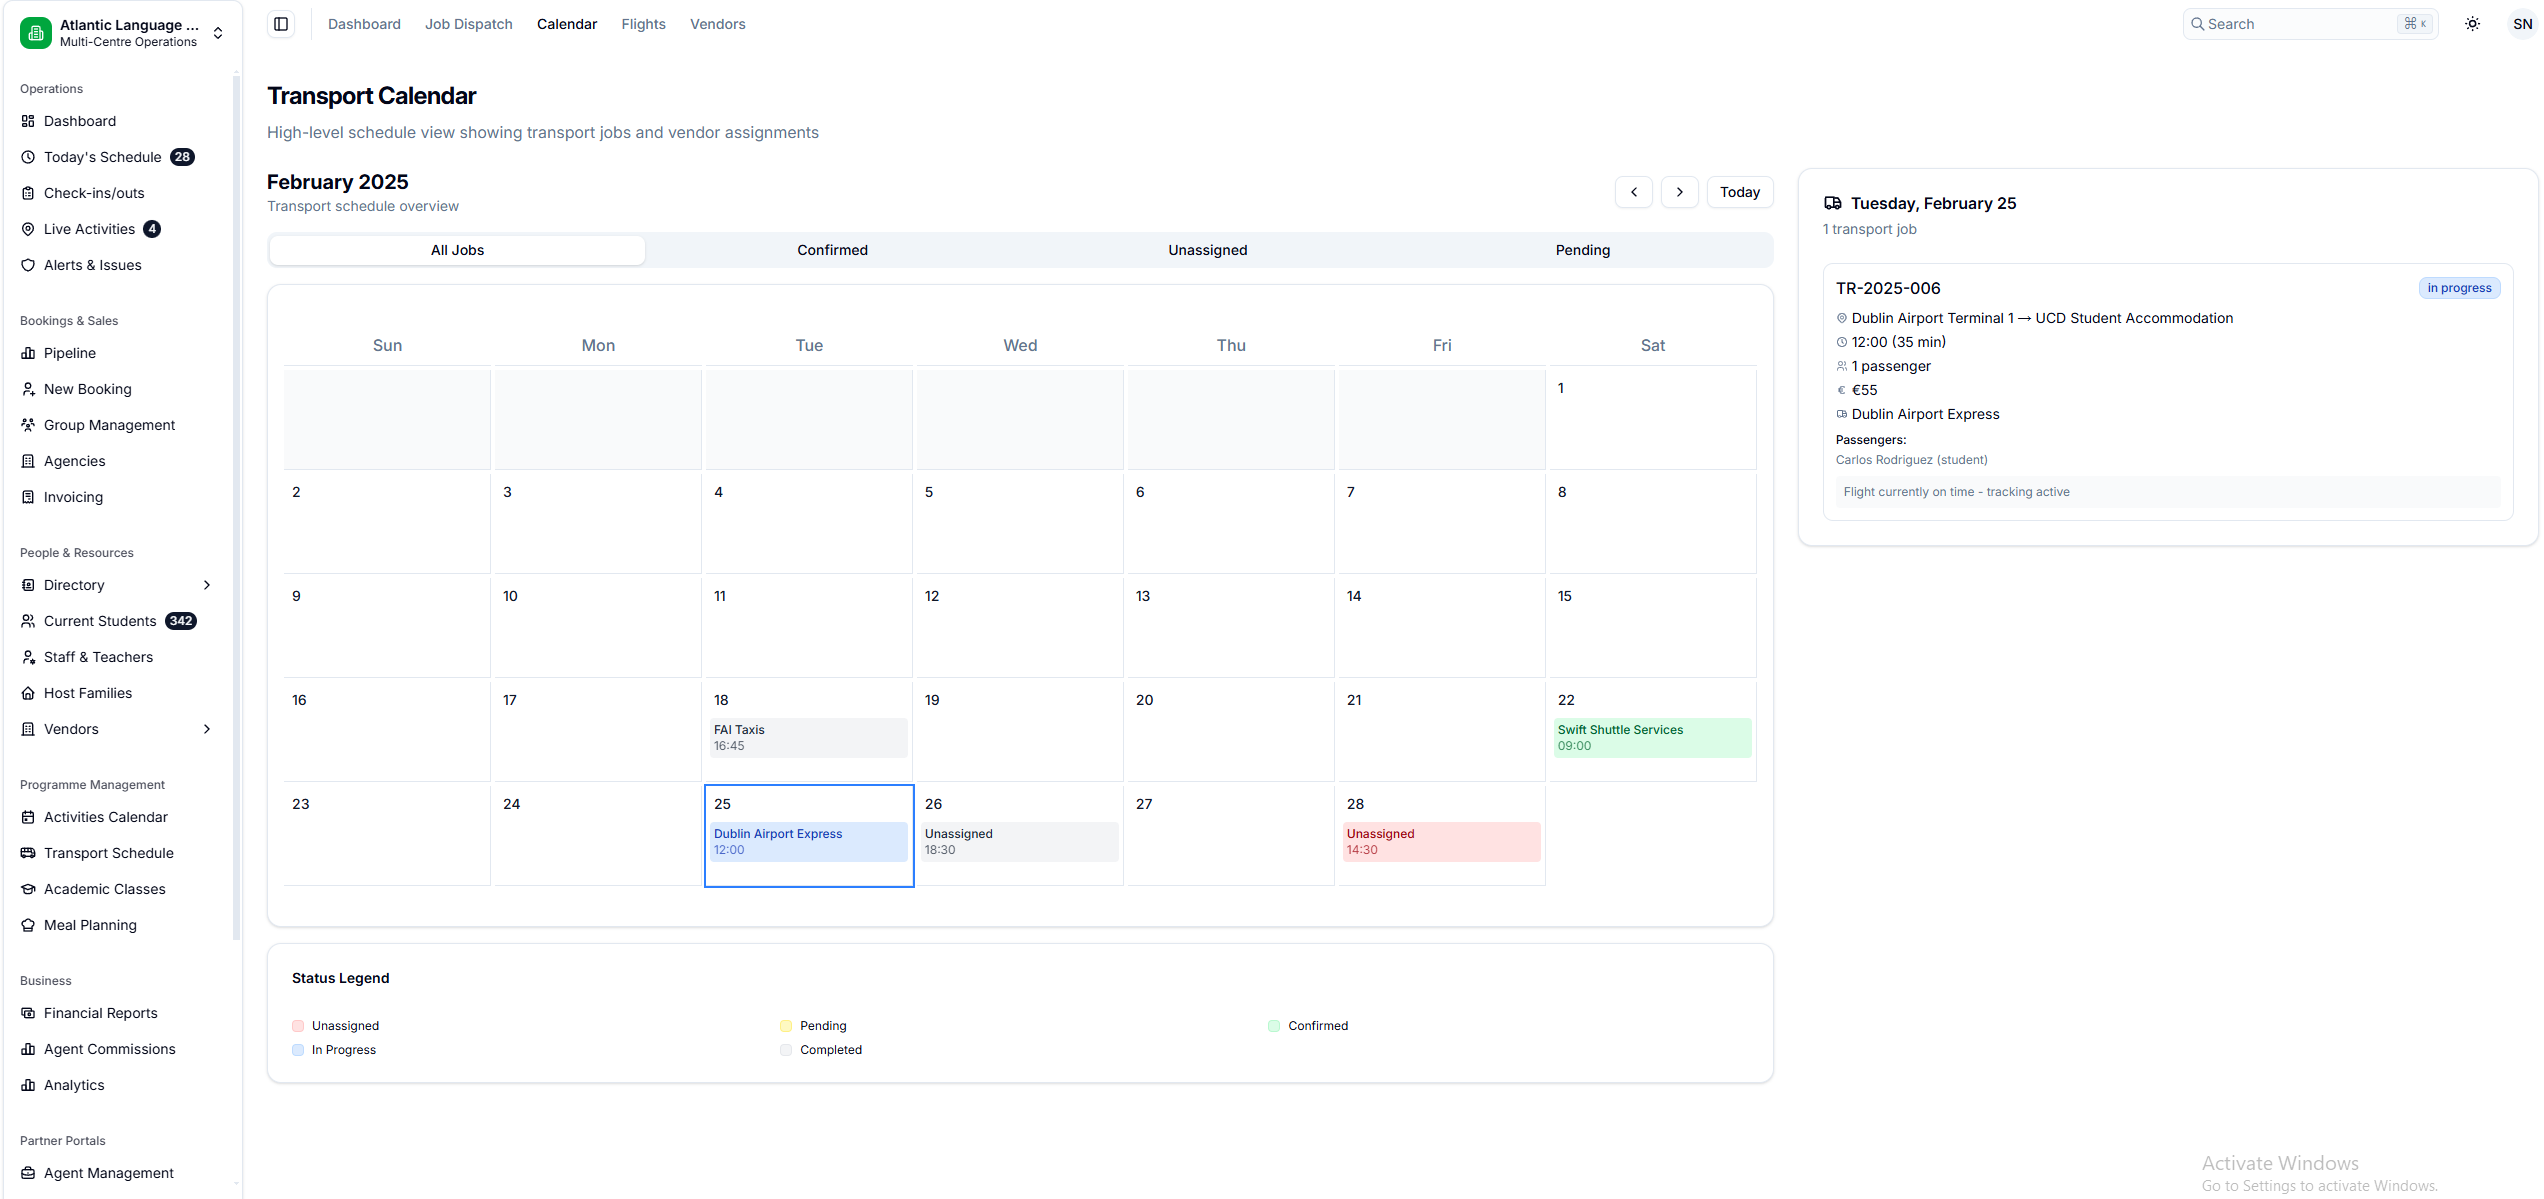 Atlantic Language ...
Multi-Centre Operations
Operations
Dashboard
Today's Schedule 28
Check-ins/outs
Live Activities 4
Alerts & Issues
Bookings & Sales
Pipeline
New Booking
Group Management
Agencies
Invoicing
People & Resources
Directory
Current Students 342
Staff & Teachers
Host Families
Vendors
Programme Management
Activities Calendar
Transport Schedule
Academic Classes
Meal Planning
Business
Financial Reports
Agent Commissions
Analytics
Partner Portals
Agent Management
Dashboard Job Dispatch Calendar Flights Vendors
Search ⌘ K
SN
Transport Calendar
High-level schedule view showing transport jobs and vendor assignments
February 2025
Transport schedule overview
Today
All Jobs Confirmed Unassigned Pending
Sun Mon Tue Wed Thu Fri Sat
1
2 3 4 5 6 7 8
9 10 11 12 13 14 15
16 17 18 19 20 21 22
FAI Taxis
16:45
Swift Shuttle Services
09:00
23 24 25 26 27 28
Dublin Airport Express
12:00
Unassigned
18:30
Unassigned
14:30
Status Legend
Unassigned Pending Confirmed
In Progress Completed
Tuesday, February 25
1 transport job
TR-2025-006
in progress
Dublin Airport Terminal 1 → UCD Student Accommodation
12:00 (35 min)
1 passenger
€ €55
Dublin Airport Express
Passengers:
Carlos Rodriguez (student)
Flight currently on time - tracking active
Activate Windows
Go to Settings to activate Windows.